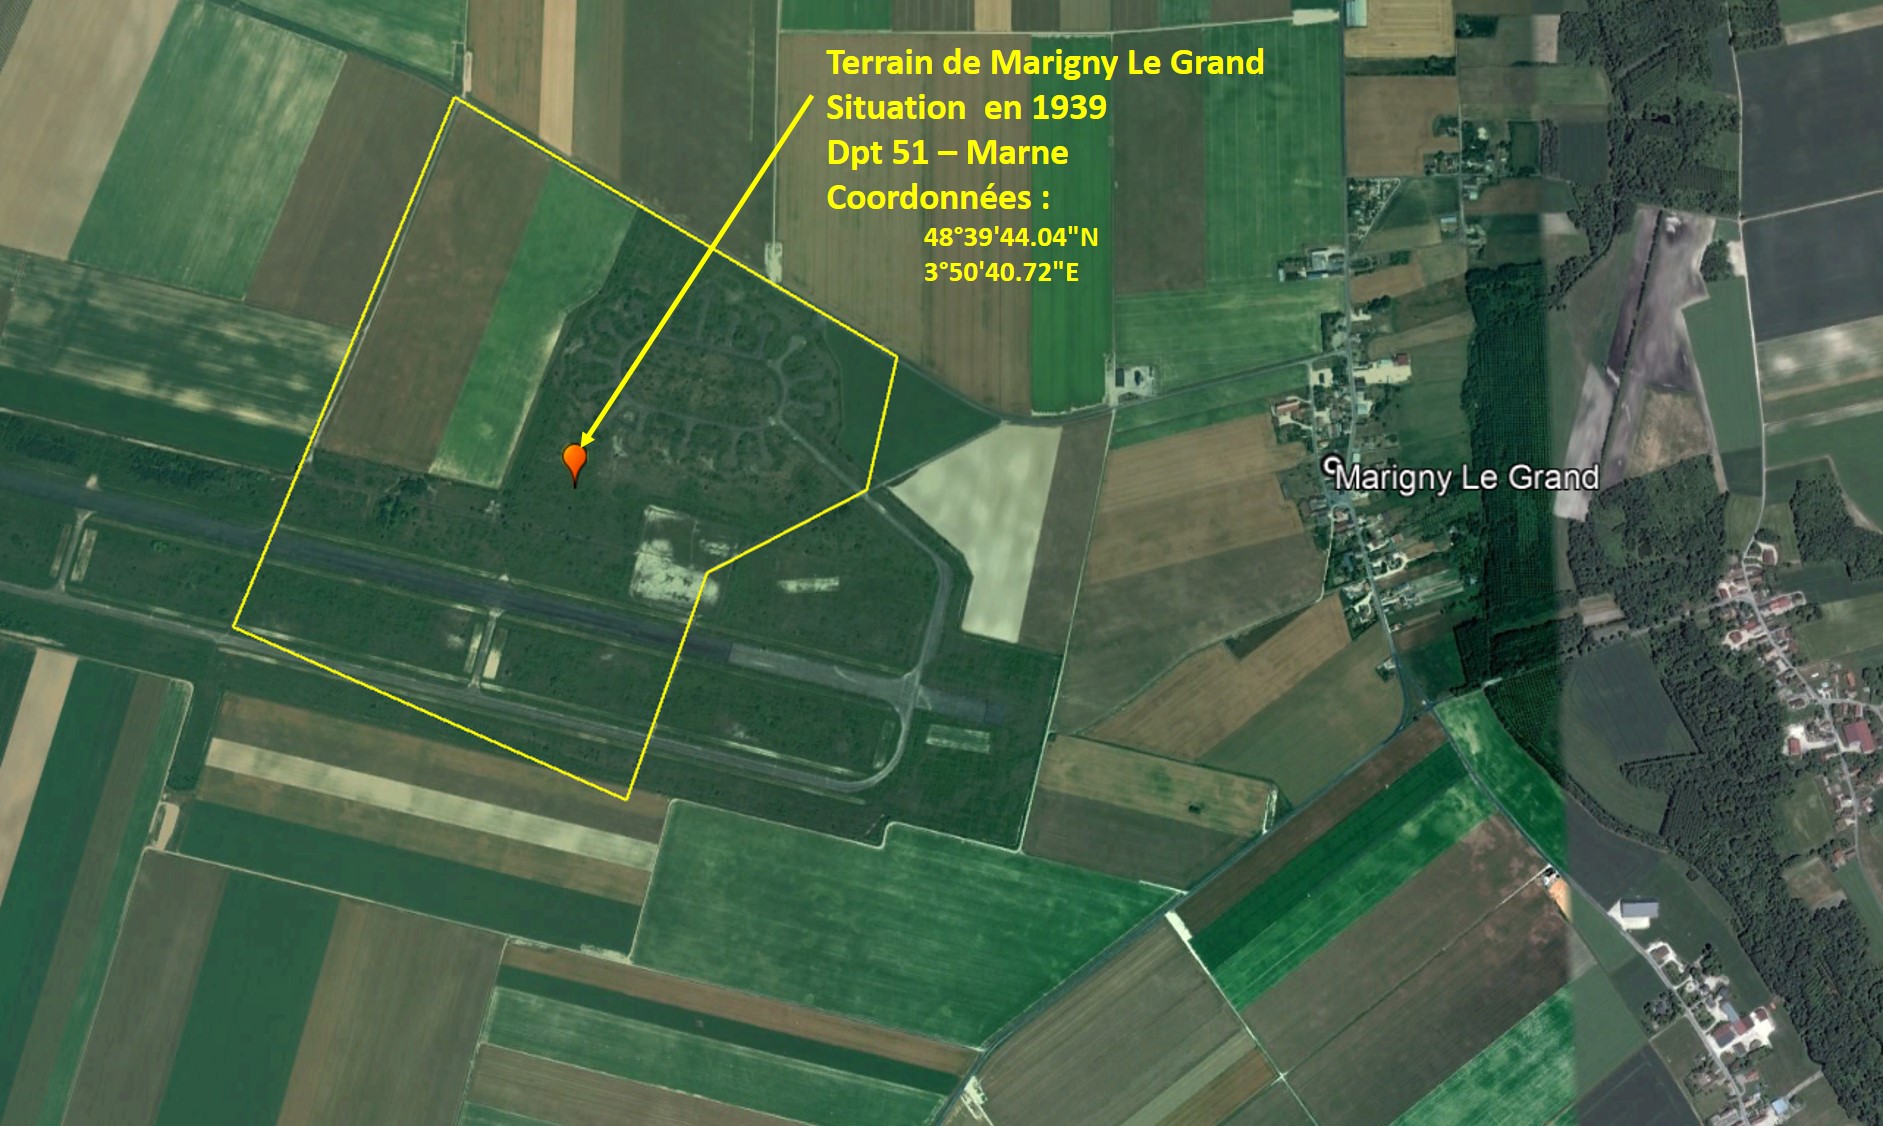 Terrain de Marigny Le Grand
Situation  en 1939
Dpt 51 – Marne
Coordonnées :
48°39'44.04"N
3°50'40.72"E
Marigny Le Grand